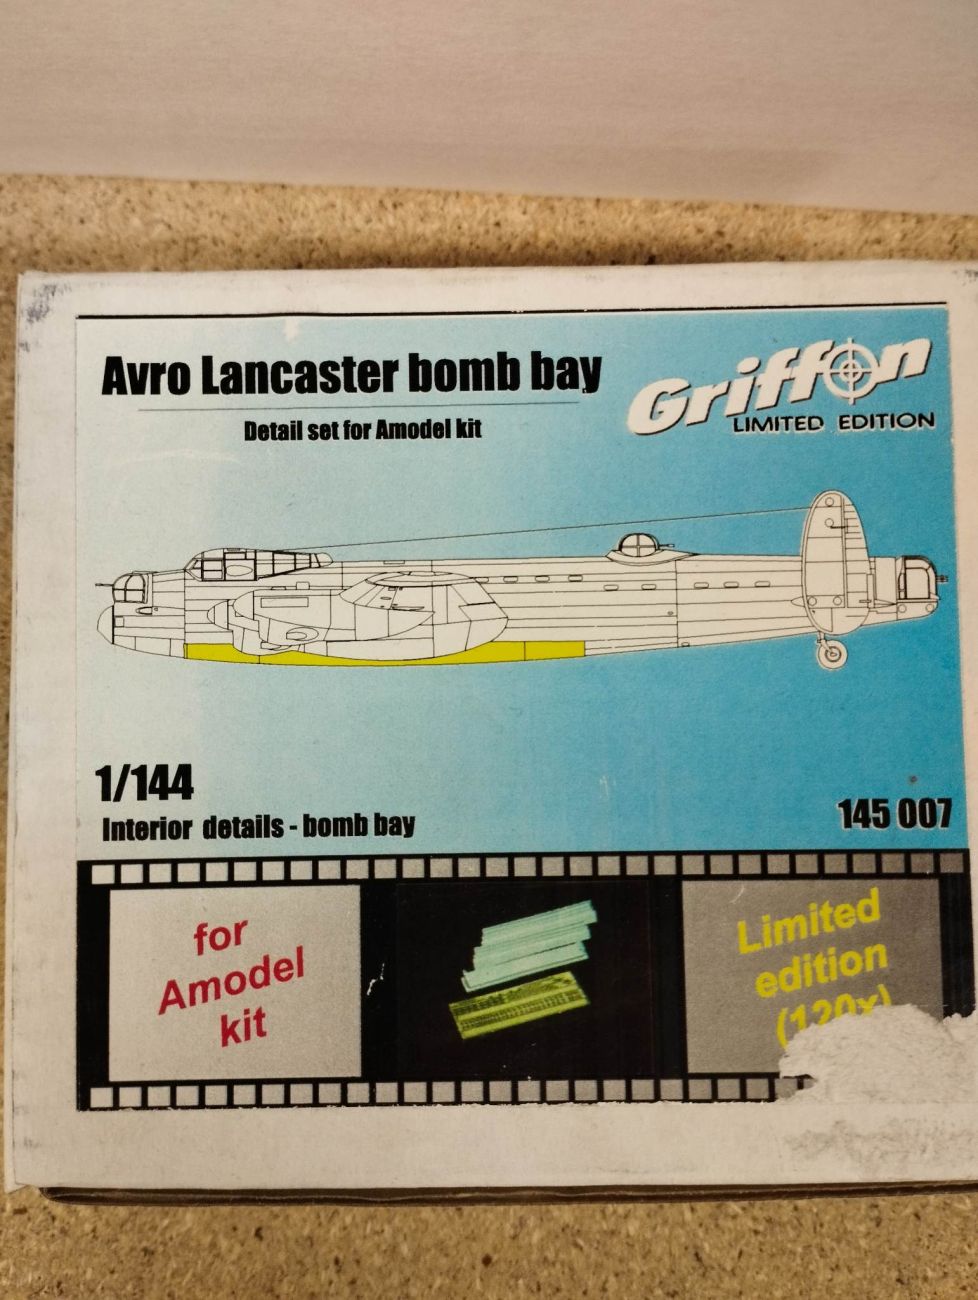 Avro Lancaster bomb bay
Detail set for Amodel kit
Griffon
LIMITED EDITION
1/144
Interior details - bomb bay
145 007
for
Amodel
kit
Limited
edition
(120x)